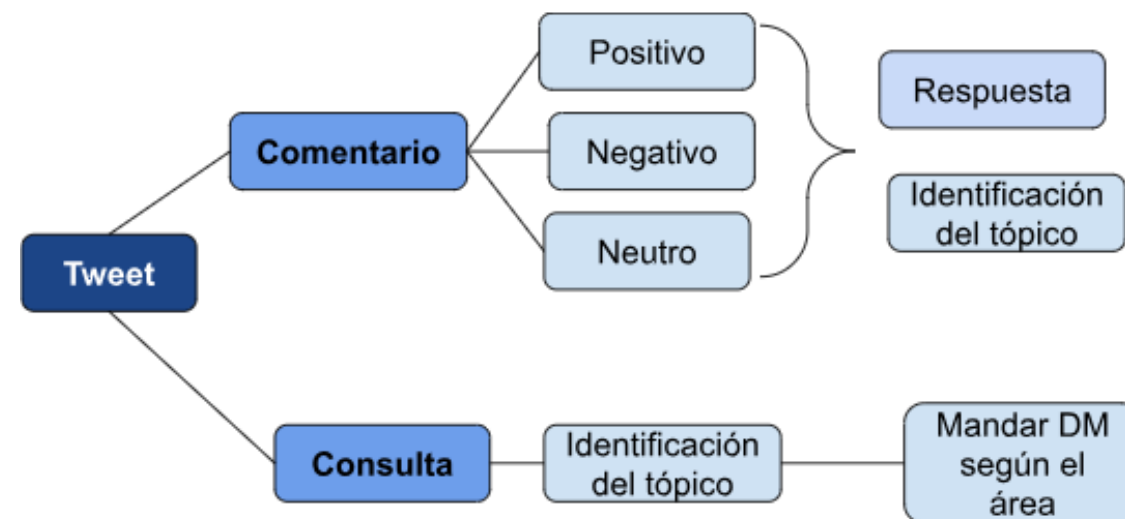 Positivo
Respuesta
Comentario
Negativo
Identificación
del tópico
Neutro
Tweet
Consulta
Identificación
del tópico
Mandar DM
según el
área